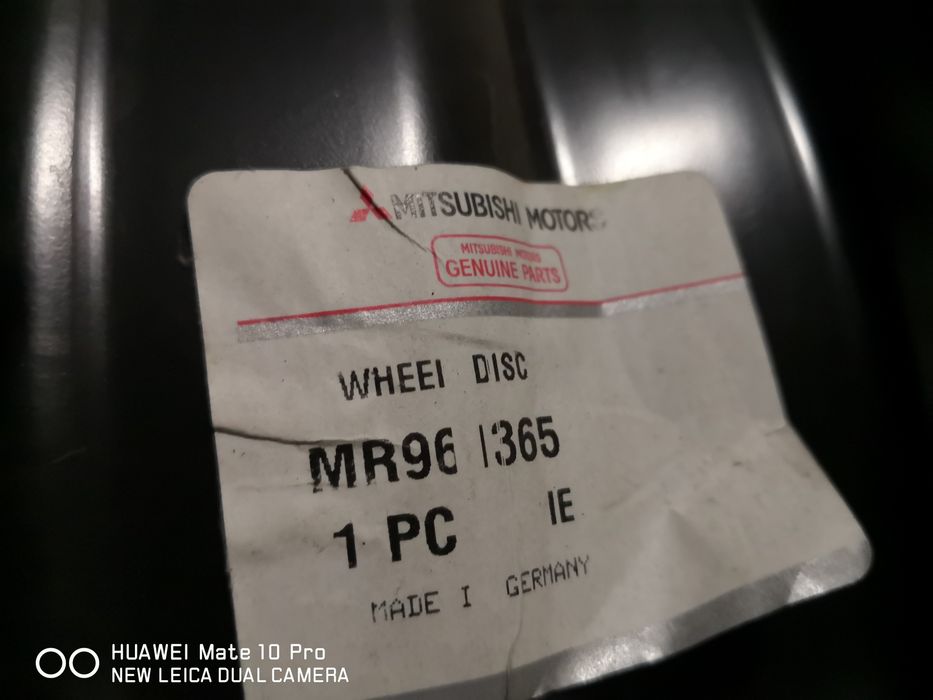 MITSUBISHI MOTORS
MITSUBISHI MOTORS
GENUINE PARTS
WHEEl DISC
MR96 1365
1 PC IE
MADE I GERMANY
HUAWEI Mate 10 Pro
NEW LEICA DUAL CAMERA